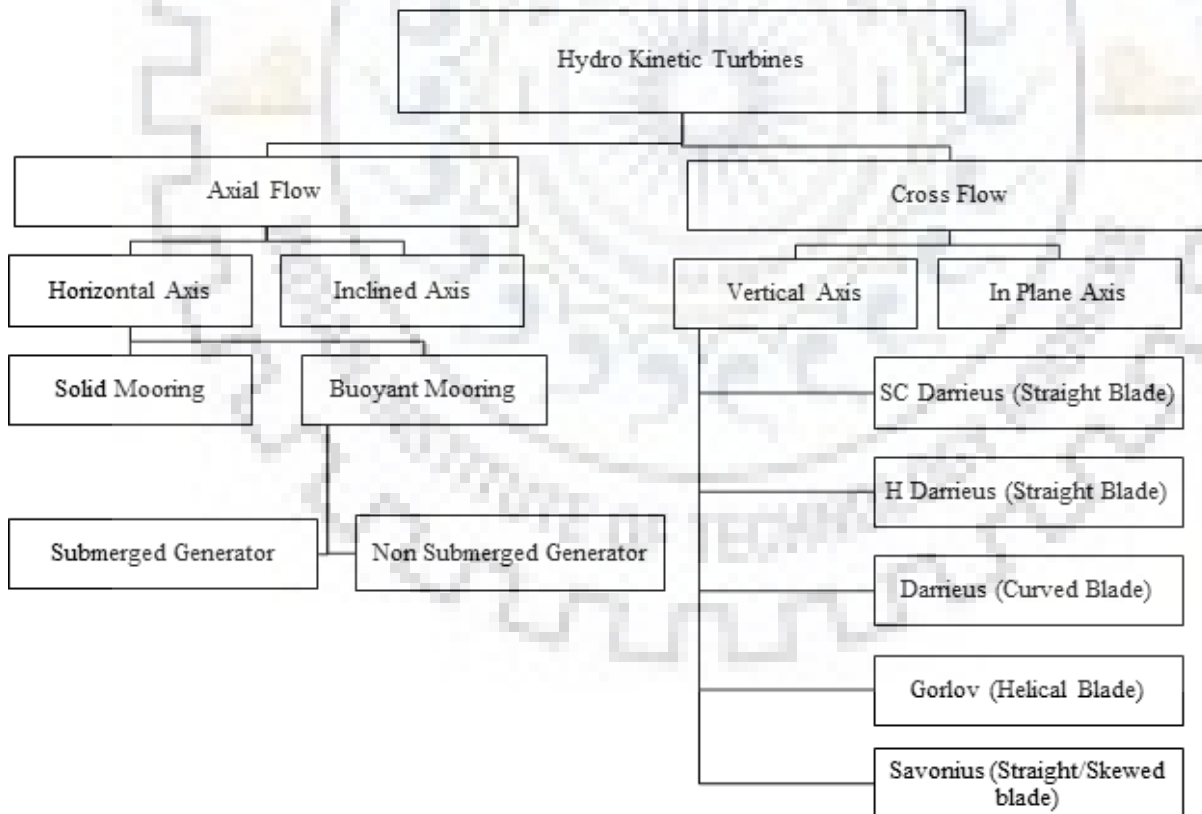 Hydro Kinetic Turbines
Axial Flow
Cross Flow
Horizontal Axis
Inclined Axis
Vertical Axis
In Plane Axis
Solid Mooring
Buoyant Mooring
SC Darrieus (Straight Blade)
H Darrieus (Straight Blade)
Submerged Generator
Non Submerged Generator
Darrieus (Curved Blade)
Gorlov (Helical Blade)
Savonius (Straight/Skewed
blade)